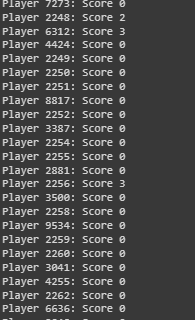 Player 7273: Score 0
Player 2248: Score 2
Player 6312: Score 3
Player 4424: Score 0
Player 2249: Score 0
Player 2250: Score 0
Player 2251: Score 0
Player 8817: Score 0
Player 2252: Score 0
Player 3387: Score 0
Player 2254: Score 0
Player 2255: Score 0
Player 2881: Score 0
Player 2256: Score 3
Player 3500: Score 0
Player 2258: Score 0
Player 9534: Score 0
Player 2259: Score 0
Player 2260: Score 0
Player 3041: Score 0
Player 4255: Score 0
Player 2262: Score 0
Player 6636: Score 0